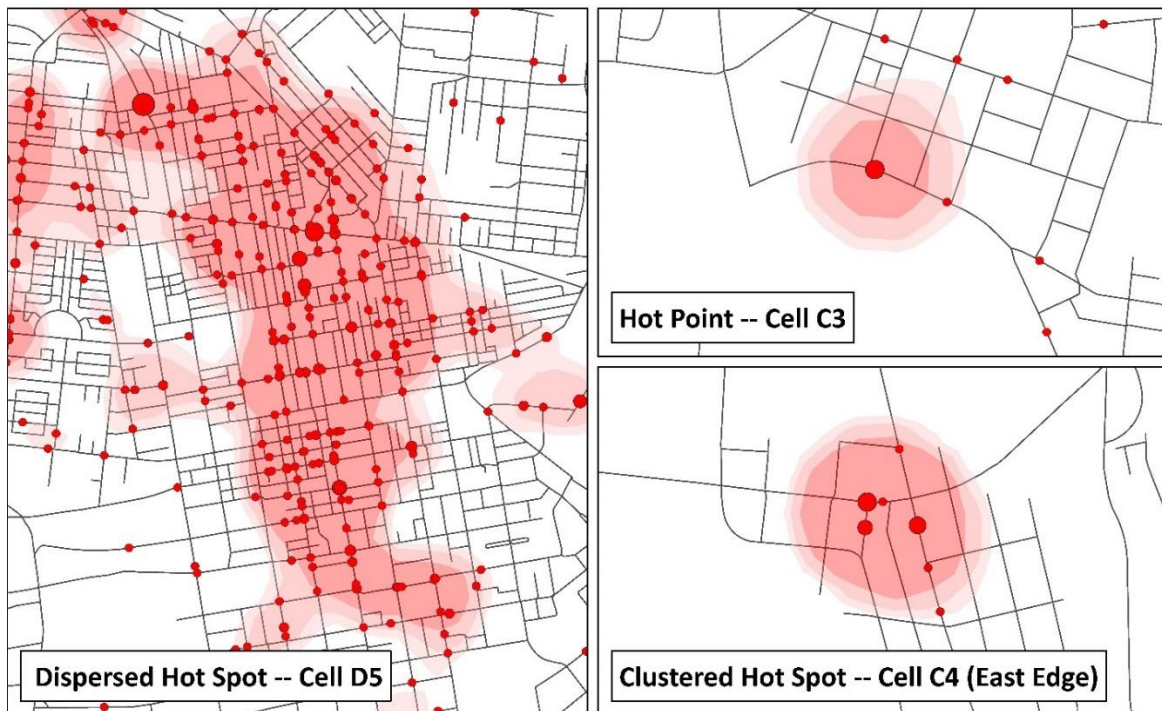 Dispersed Hot Spot -- Cell D5
Hot Point -- Cell C3
Clustered Hot Spot -- Cell C4 (East Edge)